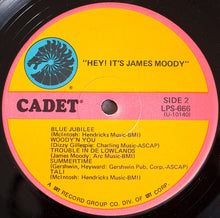 "HEY! IT'S JAMES MOODY"
CADET
SIDE 2
LPS-666
(U-10140)
BLUE JUBILEE
(McIntosh: Hendricks Music-BMI)
WOODY'N YOU
(Dizzy Gillespie: Charling Music-ASCAP)
TROUBLE IN DE LOWLANDS
(James Moody: Arc Music-BMI)
SUMMERTIME
(Gershwin, Heyward: Gershwin Pub. Corp.-ASCAP)
TALI
(McIntosh: Hendricks Music-BMI)
A GRT RECORD GROUP CO. DIV. OF GRT CORP.